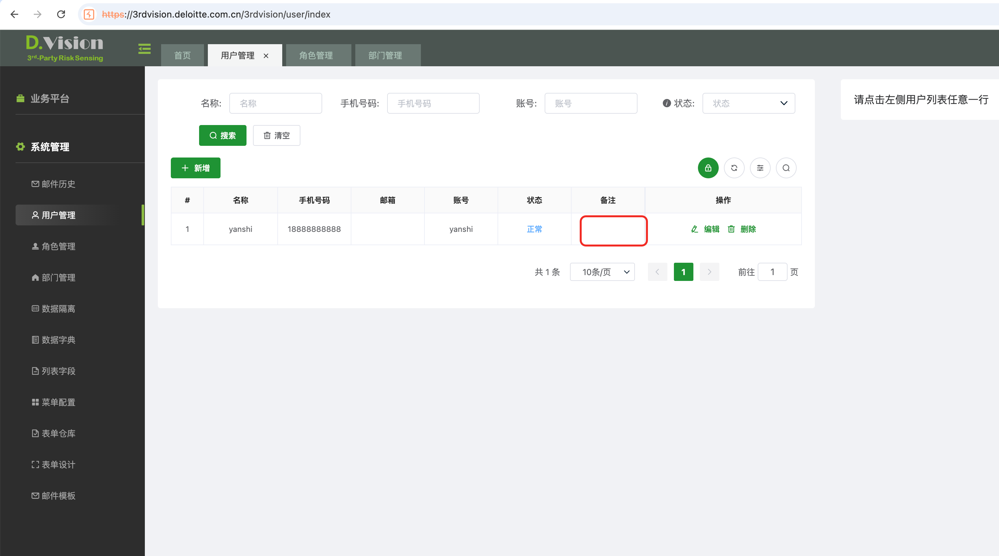 https://3rdvision.deloitte.com.cn/3rdvision/user/index
D.Vision
3rd-Party Risk Sensing
首页
用户管理
角色管理
部门管理
业务平台
系统管理
邮件历史
用户管理
角色管理
部门管理
数据隔离
数据字典
列表字段
菜单配置
表单仓库
表单设计
邮件模板
名称: 名称 手机号码: 手机号码 账号: 账号 状态: 状态
搜索 清空
新增
# 名称 手机号码 邮箱 账号 状态 备注 操作
1 yanshi 18888888888 yanshi 正常 编辑 删除
共 1 条 10条/页 1 前往 1 页
请点击左侧用户列表任意一行